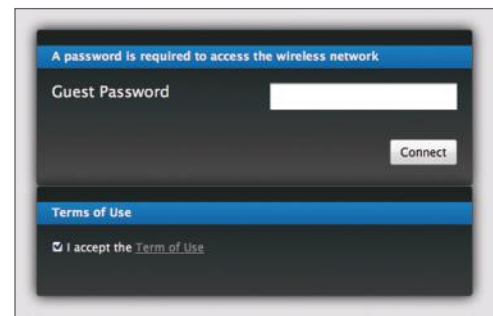 A password is required to access the wireless network
Guest Password
Connect
Terms of Use
I accept the Term of Use